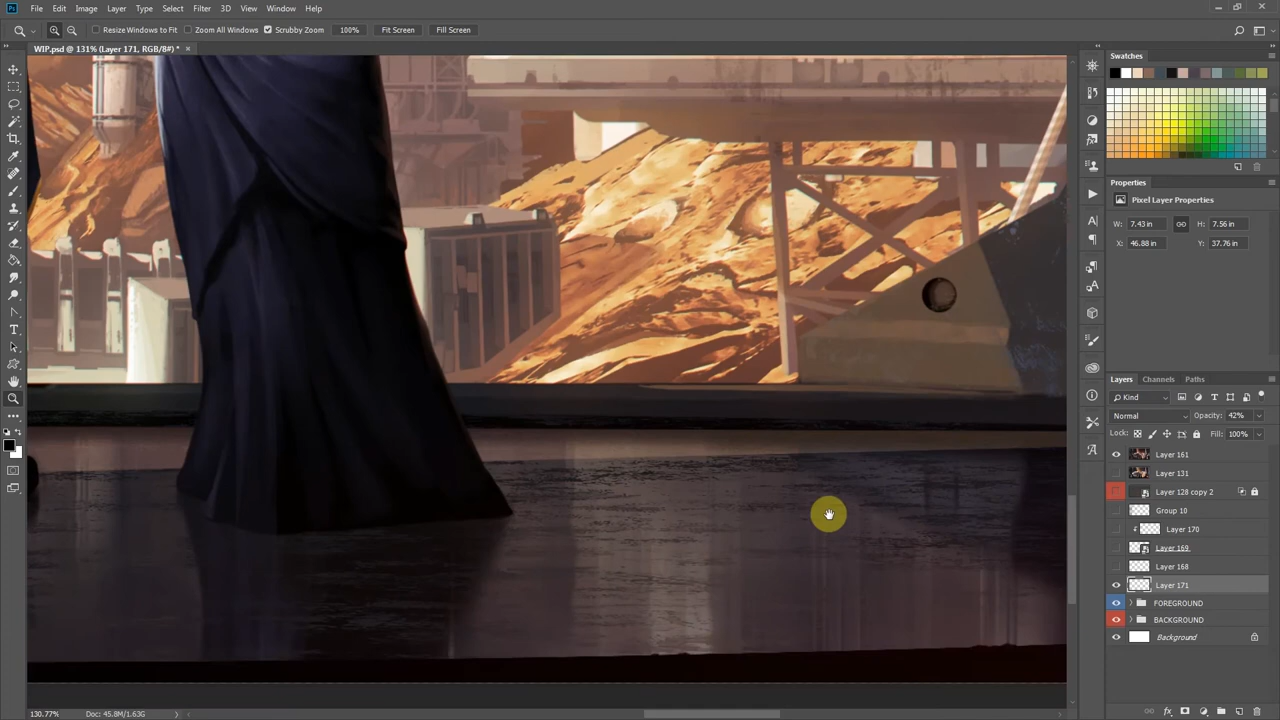 Ps File Edit Image Layer Type Select Filter 3D View Window Help
Resize Windows to Fit Zoom All Windows Scrubby Zoom 100% Fit Screen Fill Screen
WIP.psd @ 131% (Layer 171, RGB/8#) *
Swatches
Properties
Pixel Layer Properties
W: 7.43 in H: 7.56 in
X: 46.88 in Y: 37.76 in
Layers Channels Paths
Kind
Normal Opacity: 42%
Lock: Fill: 100%
Layer 161
Layer 131
Layer 128 copy 2
Group 10
Layer 170
Layer 169
Layer 168
Layer 171
FOREGROUND
BACKGROUND
Background
130.77% Doc: 45.8M/1.63G